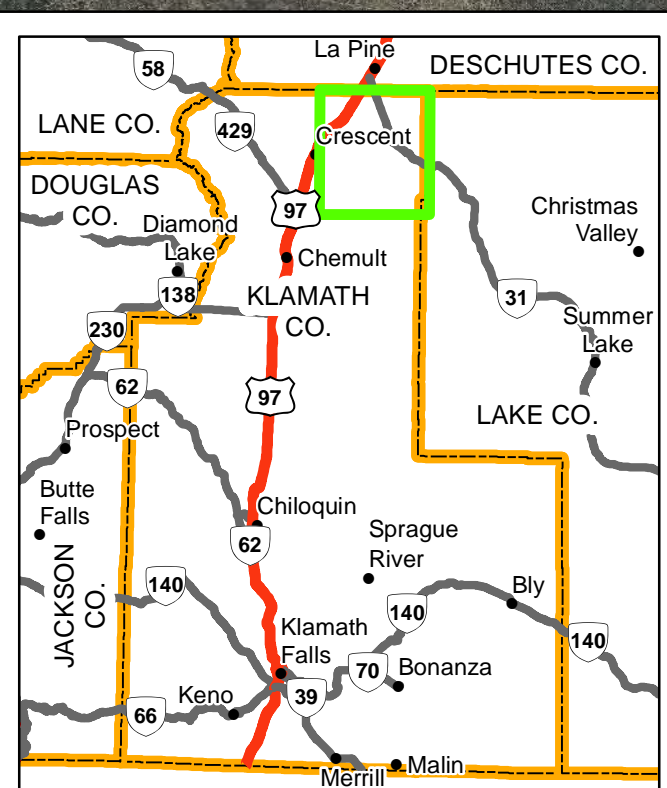 La Pine
58
DESCHUTES CO.
LANE CO.
429
Crescent
DOUGLAS
CO.
97
Christmas
Valley
Diamond
Lake
Chemult
138
KLAMATH
CO.
31
230
Summer
Lake
62
97
LAKE CO.
Prospect
Butte
Falls
Chiloquin
62
Sprague
River
JACKSON
CO.
140
Bly
140
140
Klamath
Falls
70
Bonanza
Keno
39
66
Malin
Merrill